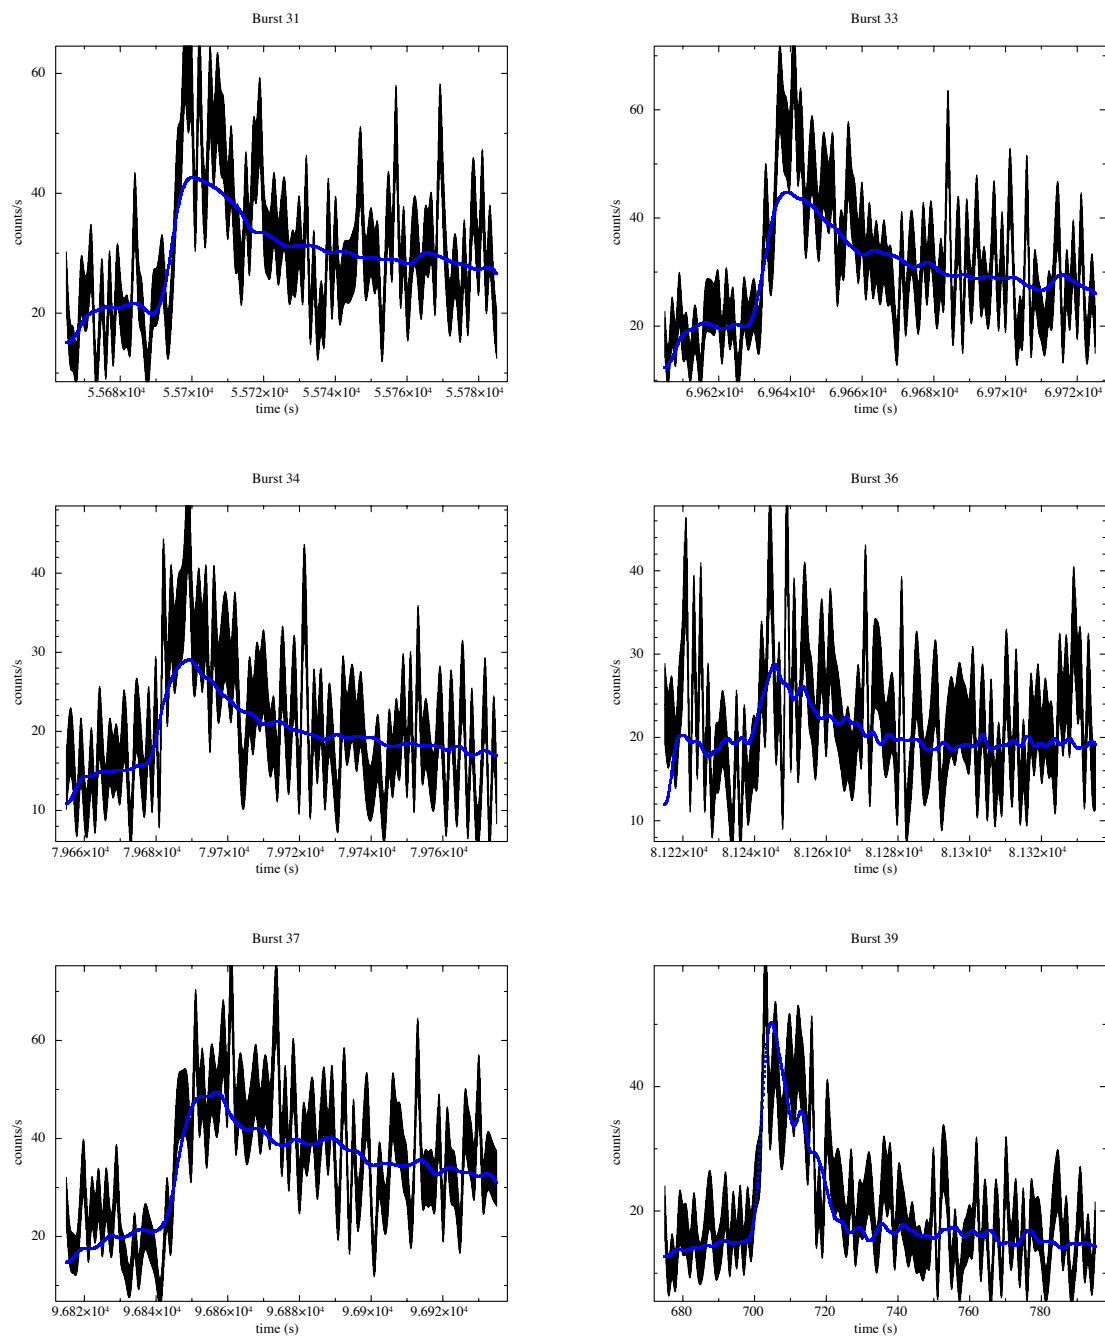 Burst 31
60
40
20
counts/s
5.568×10⁴ 5.57×10⁴ 5.572×10⁴ 5.574×10⁴ 5.576×10⁴ 5.578×10⁴
time (s)
Burst 33
60
40
20
counts/s
6.962×10⁴ 6.964×10⁴ 6.966×10⁴ 6.968×10⁴ 6.97×10⁴ 6.972×10⁴
time (s)
Burst 34
40
30
20
10
counts/s
7.966×10⁴ 7.968×10⁴ 7.97×10⁴ 7.972×10⁴ 7.974×10⁴ 7.976×10⁴
time (s)
Burst 36
40
30
20
10
counts/s
8.122×10⁴ 8.124×10⁴ 8.126×10⁴ 8.128×10⁴ 8.13×10⁴ 8.132×10⁴
time (s)
Burst 37
60
40
20
counts/s
9.682×10⁴ 9.684×10⁴ 9.686×10⁴ 9.688×10⁴ 9.69×10⁴ 9.692×10⁴
time (s)
Burst 39
40
20
counts/s
680 700 720 740 760 780
time (s)